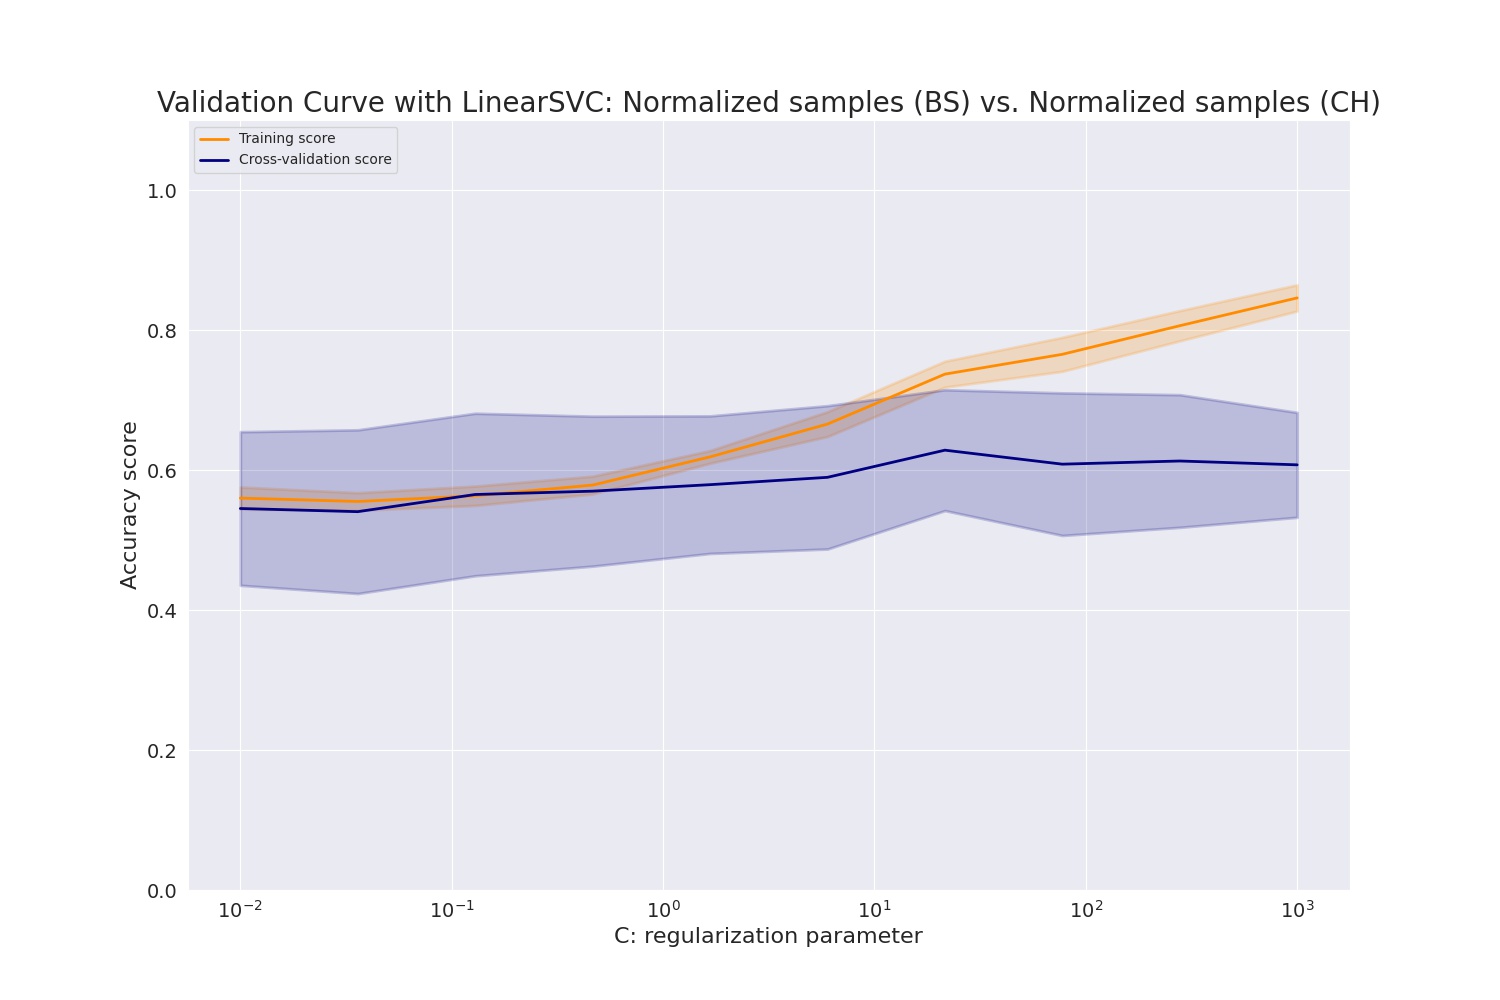 Validation Curve with LinearSVC: Normalized samples (BS) vs. Normalized samples (CH)
Training score
Cross-validation score
1.0
0.8
0.6
0.4
0.2
0.0
Accuracy score
10⁻² 10⁻¹ 10⁰ 10¹ 10² 10³
C: regularization parameter